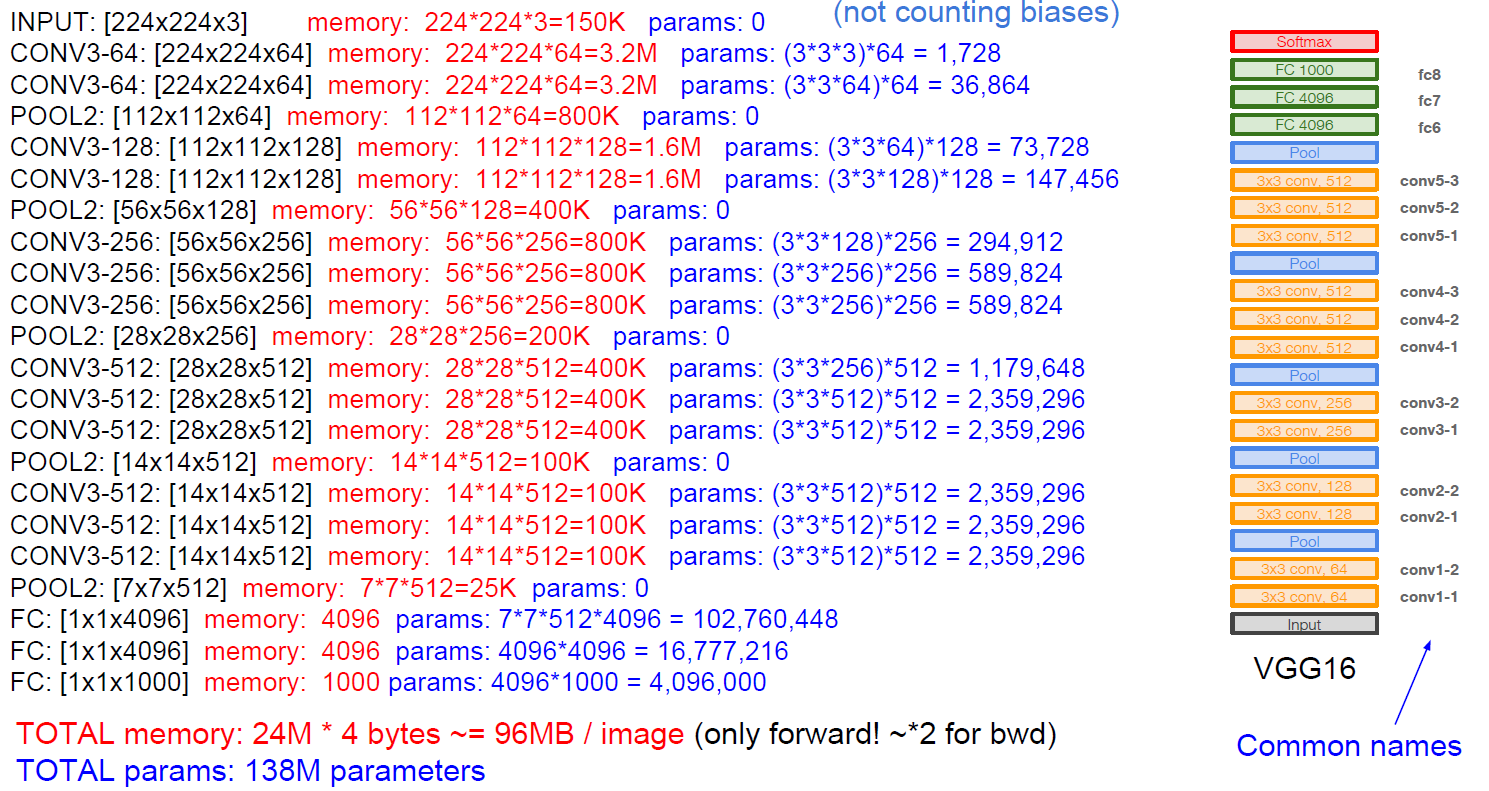 (not counting biases)
INPUT: [224x224x3] memory: 224*224*3=150K params: 0
CONV3-64: [224x224x64] memory: 224*224*64=3.2M params: (3*3*3)*64 = 1,728
CONV3-64: [224x224x64] memory: 224*224*64=3.2M params: (3*3*64)*64 = 36,864
POOL2: [112x112x64] memory: 112*112*64=800K params: 0
CONV3-128: [112x112x128] memory: 112*112*128=1.6M params: (3*3*64)*128 = 73,728
CONV3-128: [112x112x128] memory: 112*112*128=1.6M params: (3*3*128)*128 = 147,456
POOL2: [56x56x128] memory: 56*56*128=400K params: 0
CONV3-256: [56x56x256] memory: 56*56*256=800K params: (3*3*128)*256 = 294,912
CONV3-256: [56x56x256] memory: 56*56*256=800K params: (3*3*256)*256 = 589,824
CONV3-256: [56x56x256] memory: 56*56*256=800K params: (3*3*256)*256 = 589,824
POOL2: [28x28x256] memory: 28*28*256=200K params: 0
CONV3-512: [28x28x512] memory: 28*28*512=400K params: (3*3*256)*512 = 1,179,648
CONV3-512: [28x28x512] memory: 28*28*512=400K params: (3*3*512)*512 = 2,359,296
CONV3-512: [28x28x512] memory: 28*28*512=400K params: (3*3*512)*512 = 2,359,296
POOL2: [14x14x512] memory: 14*14*512=100K params: 0
CONV3-512: [14x14x512] memory: 14*14*512=100K params: (3*3*512)*512 = 2,359,296
CONV3-512: [14x14x512] memory: 14*14*512=100K params: (3*3*512)*512 = 2,359,296
CONV3-512: [14x14x512] memory: 14*14*512=100K params: (3*3*512)*512 = 2,359,296
POOL2: [7x7x512] memory: 7*7*512=25K params: 0
FC: [1x1x4096] memory: 4096 params: 7*7*512*4096 = 102,760,448
FC: [1x1x4096] memory: 4096 params: 4096*4096 = 16,777,216
FC: [1x1x1000] memory: 1000 params: 4096*1000 = 4,096,000
TOTAL memory: 24M * 4 bytes ~= 96MB / image (only forward! ~*2 for bwd)
TOTAL params: 138M parameters
Softmax
FC 1000 fc8
FC 4096 fc7
FC 4096 fc6
Pool
3x3 conv, 512 conv5-3
3x3 conv, 512 conv5-2
3x3 conv, 512 conv5-1
Pool
3x3 conv, 512 conv4-3
3x3 conv, 512 conv4-2
3x3 conv, 512 conv4-1
Pool
3x3 conv, 256 conv3-2
3x3 conv, 256 conv3-1
Pool
3x3 conv, 128 conv2-2
3x3 conv, 128 conv2-1
Pool
3x3 conv, 64 conv1-2
3x3 conv, 64 conv1-1
Input
VGG16
Common names